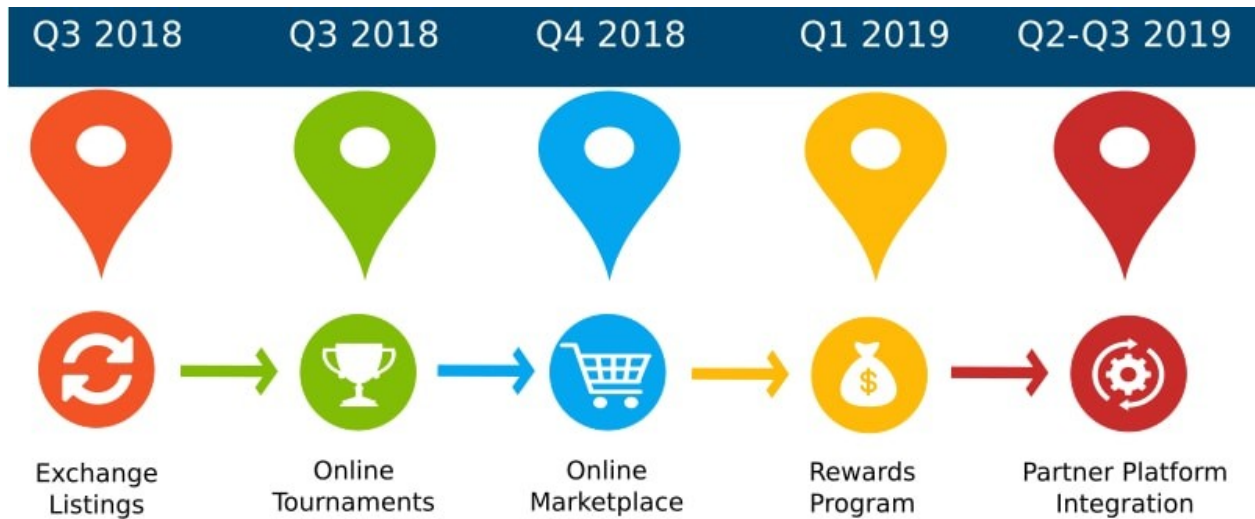 Q3 2018 Q3 2018 Q4 2018 Q1 2019 Q2-Q3 2019
$
Exchange
Listings
Online
Tournaments
Online
Marketplace
Rewards
Program
Partner Platform
Integration